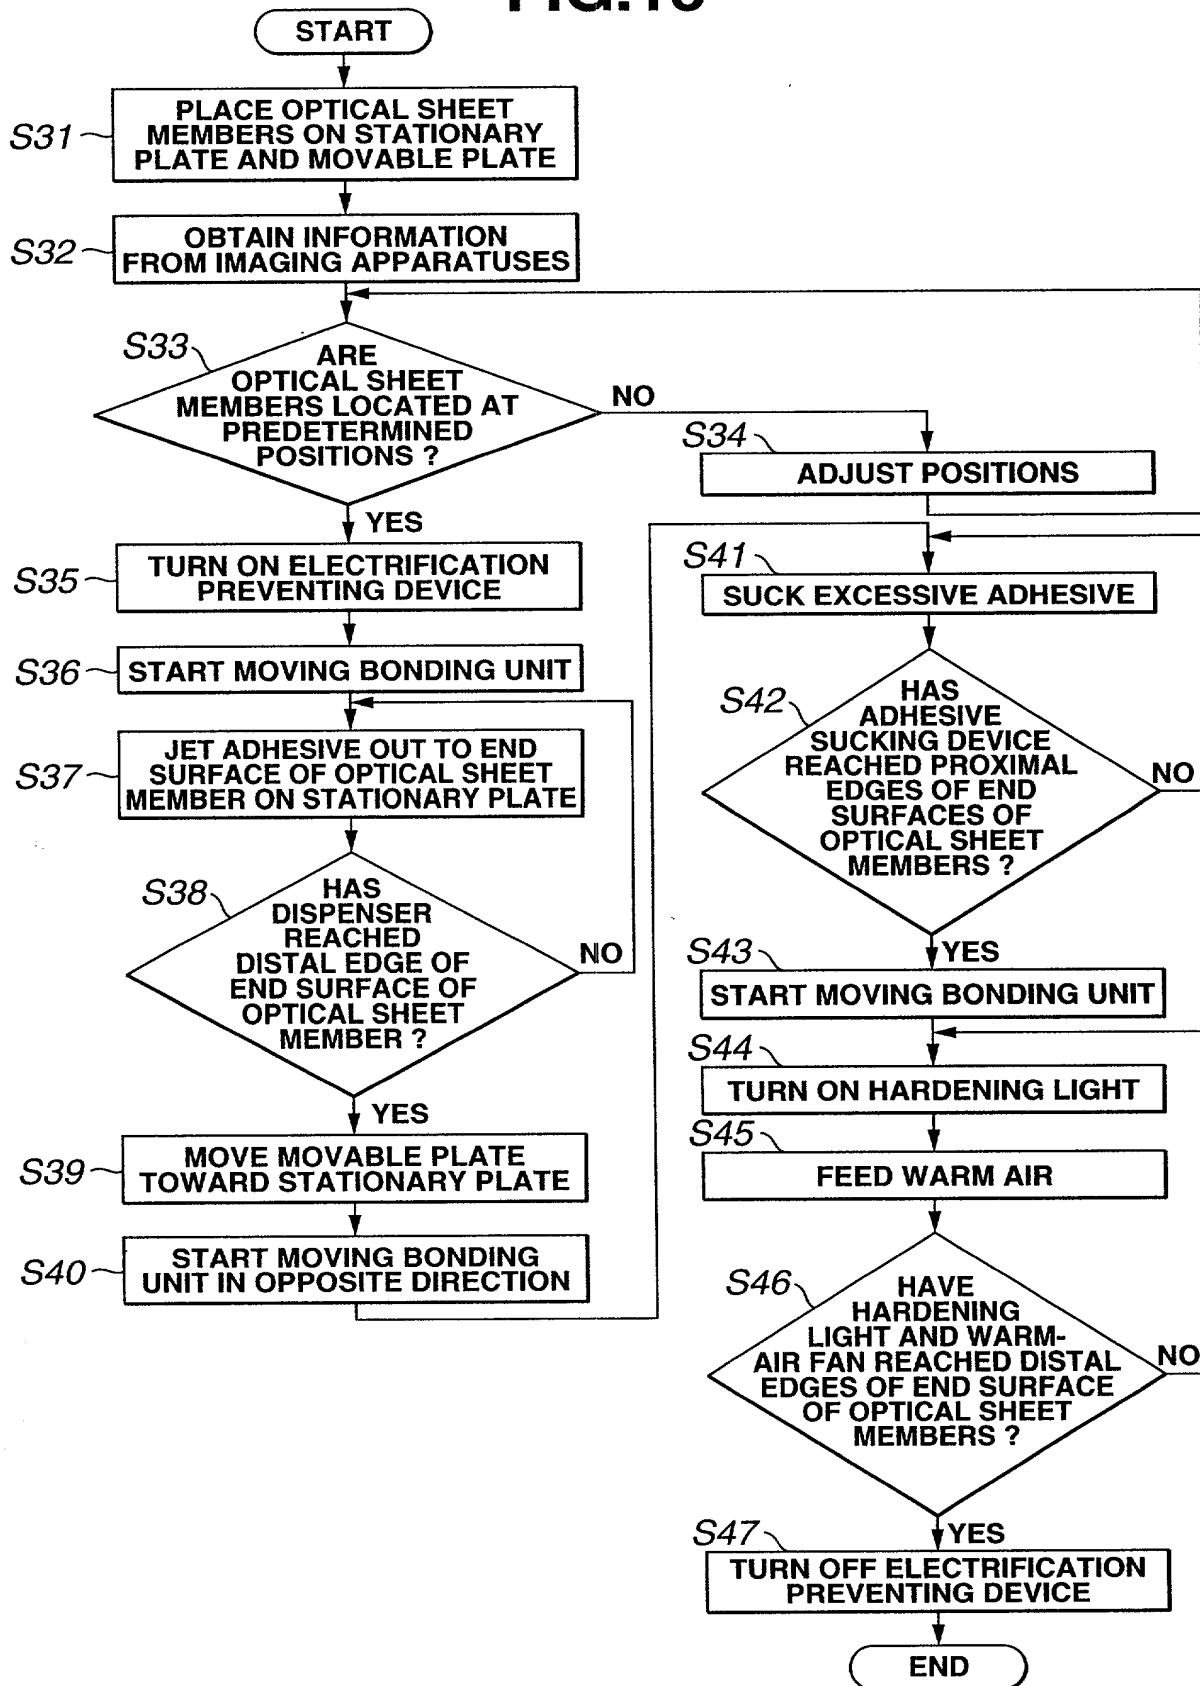 START
S31
PLACE OPTICAL SHEET
MEMBERS ON STATIONARY
PLATE AND MOVABLE PLATE
S32
OBTAIN INFORMATION
FROM IMAGING APPARATUSES
S33
ARE
OPTICAL SHEET
MEMBERS LOCATED AT
PREDETERMINED
POSITIONS ?
NO
YES
S34
ADJUST POSITIONS
S35
TURN ON ELECTRIFICATION
PREVENTING DEVICE
S36
START MOVING BONDING UNIT
S37
JET ADHESIVE OUT TO END
SURFACE OF OPTICAL SHEET
MEMBER ON STATIONARY PLATE
S38
HAS
DISPENSER
REACHED
DISTAL EDGE OF
END SURFACE OF
OPTICAL SHEET
MEMBER ?
NO
YES
S39
MOVE MOVABLE PLATE
TOWARD STATIONARY PLATE
S40
START MOVING BONDING
UNIT IN OPPOSITE DIRECTION
S41
SUCK EXCESSIVE ADHESIVE
S42
HAS
ADHESIVE
SUCKING DEVICE
REACHED PROXIMAL
EDGES OF END
SURFACES OF
OPTICAL SHEET
MEMBERS ?
NO
YES
S43
START MOVING BONDING UNIT
S44
TURN ON HARDENING LIGHT
S45
FEED WARM AIR
S46
HAVE
HARDENING
LIGHT AND WARM-
AIR FAN REACHED DISTAL
EDGES OF END SURFACE
OF OPTICAL SHEET
MEMBERS ?
NO
YES
S47
TURN OFF ELECTRIFICATION
PREVENTING DEVICE
END